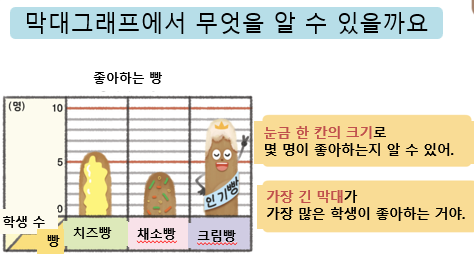 막대그래프에서 무엇을 알 수 있을까요
좋아하는 빵
(명)
10
5
0
학생 수
빵
치즈빵
채소빵
크림빵
인기빵
눈금 한 칸의 크기로
몇 명이 좋아하는지 알 수 있어.
가장 긴 막대가
가장 많은 학생이 좋아하는 거야.